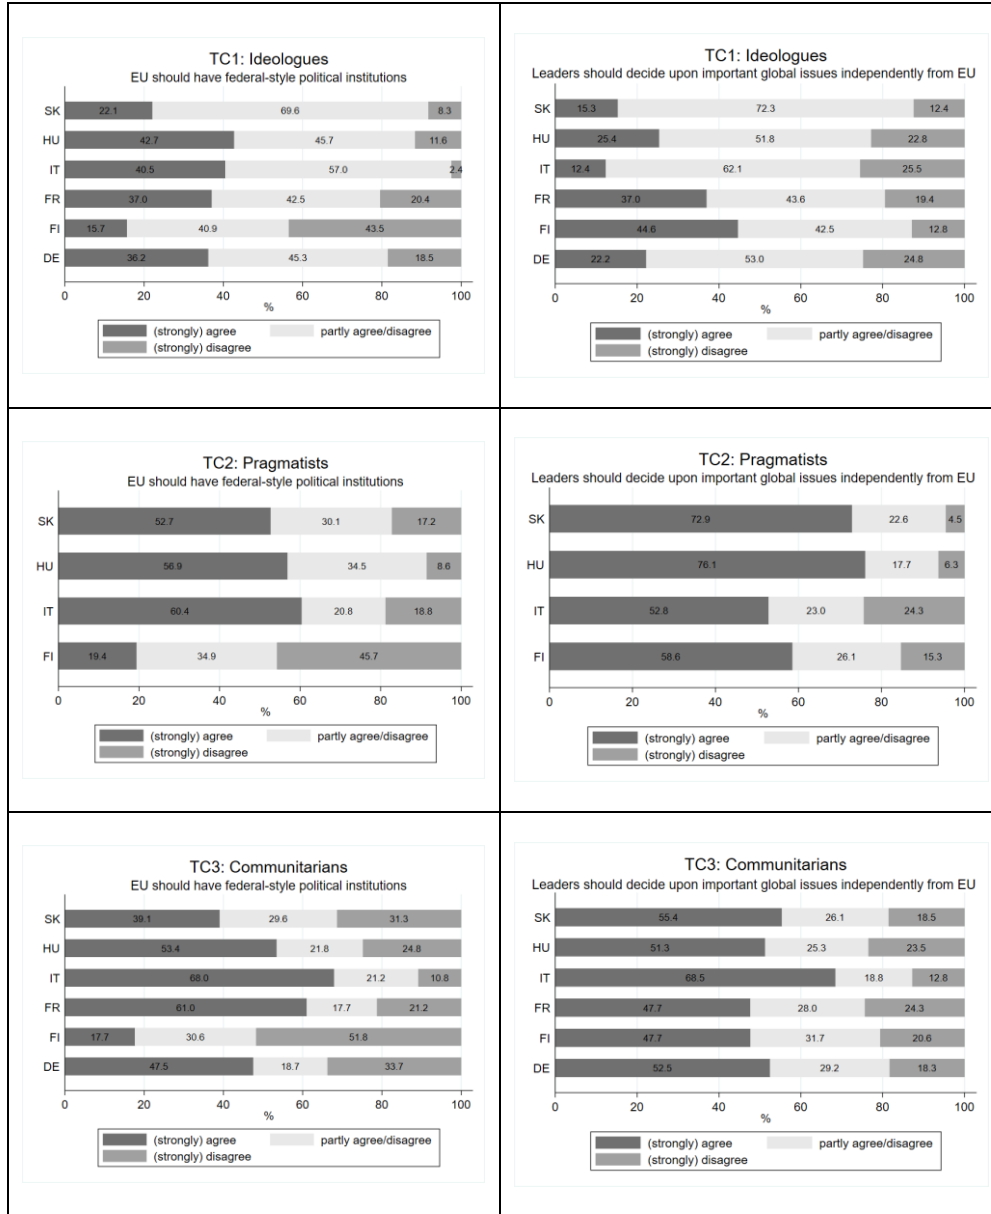 TC1: Ideologues
EU should have federal-style political institutions
SK 22.1 69.6 8.3
HU 42.7 45.7 11.6
IT 40.5 57.0 2.4
FR 37.0 42.5 20.4
FI 15.7 40.9 43.5
DE 36.2 45.3 18.5
0 20 40 60 80 100
%
(strongly) agree partly agree/disagree
(strongly) disagree
TC1: Ideologues
Leaders should decide upon important global issues independently from EU
SK 15.3 72.3 12.4
HU 25.4 51.8 22.8
IT 12.4 62.1 25.5
FR 37.0 43.6 19.4
FI 44.6 42.5 12.8
DE 22.2 53.0 24.8
0 20 40 60 80 100
%
(strongly) agree partly agree/disagree
(strongly) disagree
TC2: Pragmatists
EU should have federal-style political institutions
SK 52.7 30.1 17.2
HU 56.9 34.5 8.6
IT 60.4 20.8 18.8
FI 19.4 34.9 45.7
0 20 40 60 80 100
%
(strongly) agree partly agree/disagree
(strongly) disagree
TC2: Pragmatists
Leaders should decide upon important global issues independently from EU
SK 72.9 22.6 4.5
HU 76.1 17.7 6.3
IT 52.8 23.0 24.3
FI 58.6 26.1 15.3
0 20 40 60 80 100
%
(strongly) agree partly agree/disagree
(strongly) disagree
TC3: Communitarians
EU should have federal-style political institutions
SK 39.1 29.6 31.3
HU 53.4 21.8 24.8
IT 68.0 21.2 10.8
FR 61.0 17.7 21.2
FI 17.7 30.6 51.8
DE 47.5 18.7 33.7
0 20 40 60 80 100
%
(strongly) agree partly agree/disagree
(strongly) disagree
TC3: Communitarians
Leaders should decide upon important global issues independently from EU
SK 55.4 26.1 18.5
HU 51.3 25.3 23.5
IT 68.5 18.8 12.8
FR 47.7 28.0 24.3
FI 47.7 31.7 20.6
DE 52.5 29.2 18.3
0 20 40 60 80 100
%
(strongly) agree partly agree/disagree
(strongly) disagree